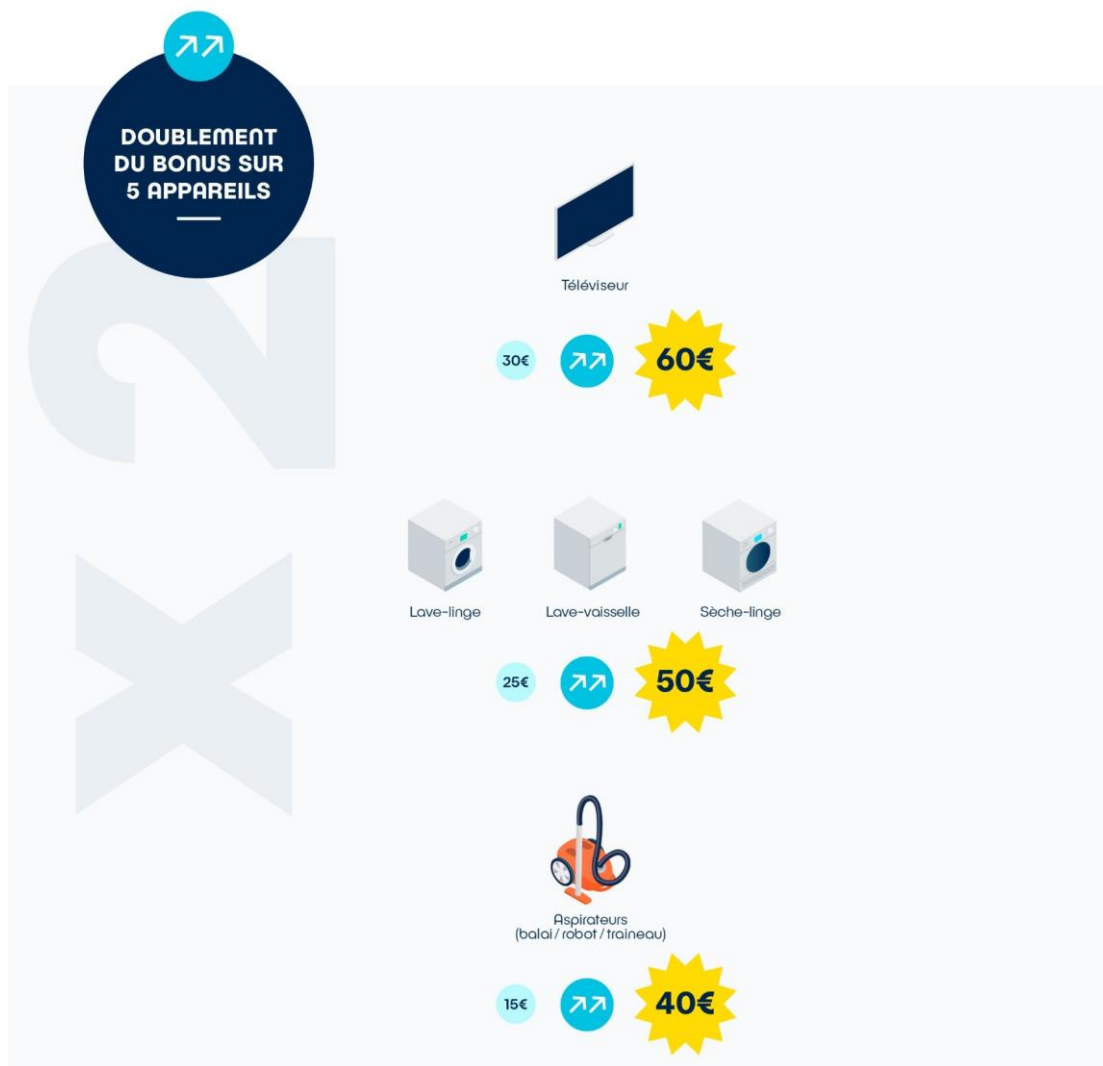 DOUBLEMENT
DU BONUS SUR
5 APPAREILS
X 2
Téléviseur
30€
60€
Lave-linge
Lave-vaisselle
Sèche-linge
25€
50€
Aspirateurs
(balai / robot / traineau)
15€
40€